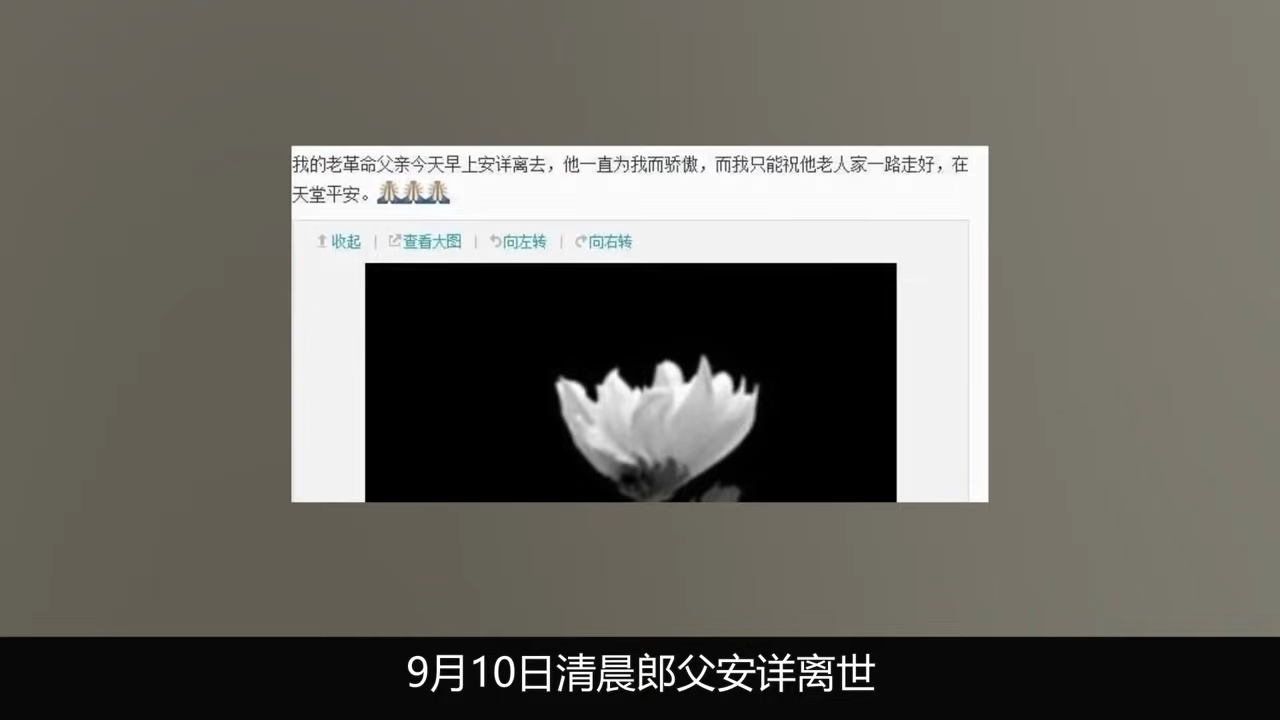 我的老革命父亲今天早上安详离去，他一直为我而骄傲，而我只能祝他老人家一路走好，在
天堂平安。
收起 | 查看大图 | 向左转 | 向右转
9月10日清晨郎父安详离世